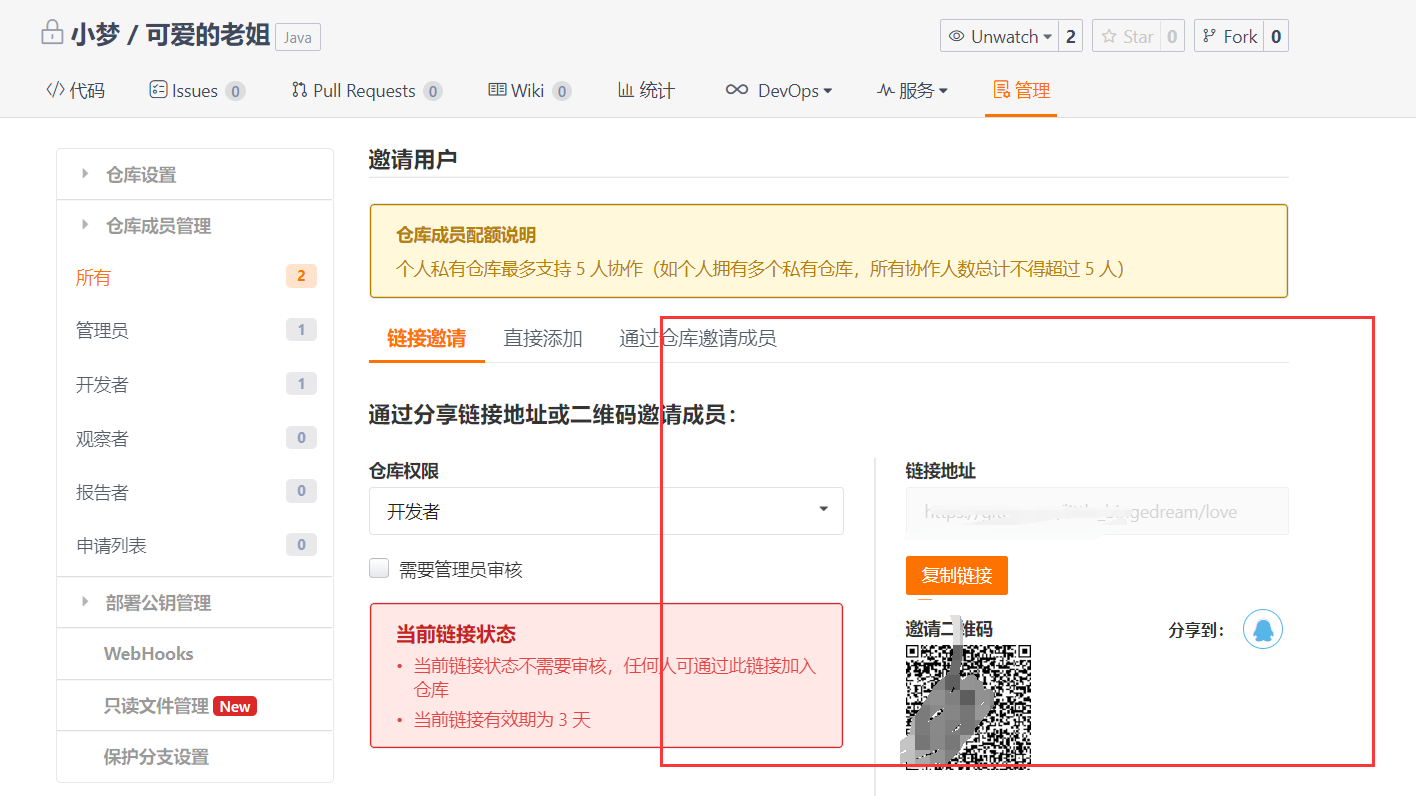 小梦 / 可爱的老姐 Java
Unwatch 2 Star 0 Fork 0
代码 Issues 0 Pull Requests 0 Wiki 0 统计 DevOps 服务 管理
仓库设置
仓库成员管理
所有 2
管理员 1
开发者 1
观察者 0
报告者 0
申请列表 0
部署公钥管理
WebHooks
只读文件管理 New
保护分支设置
邀请用户
仓库成员配额说明
个人私有仓库最多支持 5 人协作（如个人拥有多个私有仓库，所有协作人数总计不得超过 5 人）
链接邀请 直接添加 通过仓库邀请成员
通过分享链接地址或二维码邀请成员：
仓库权限
开发者
需要管理员审核
当前链接状态
• 当前链接状态不需要审核，任何人可通过此链接加入
仓库
• 当前链接有效期为 3 天
链接地址
复制链接
邀请二维码
分享到：